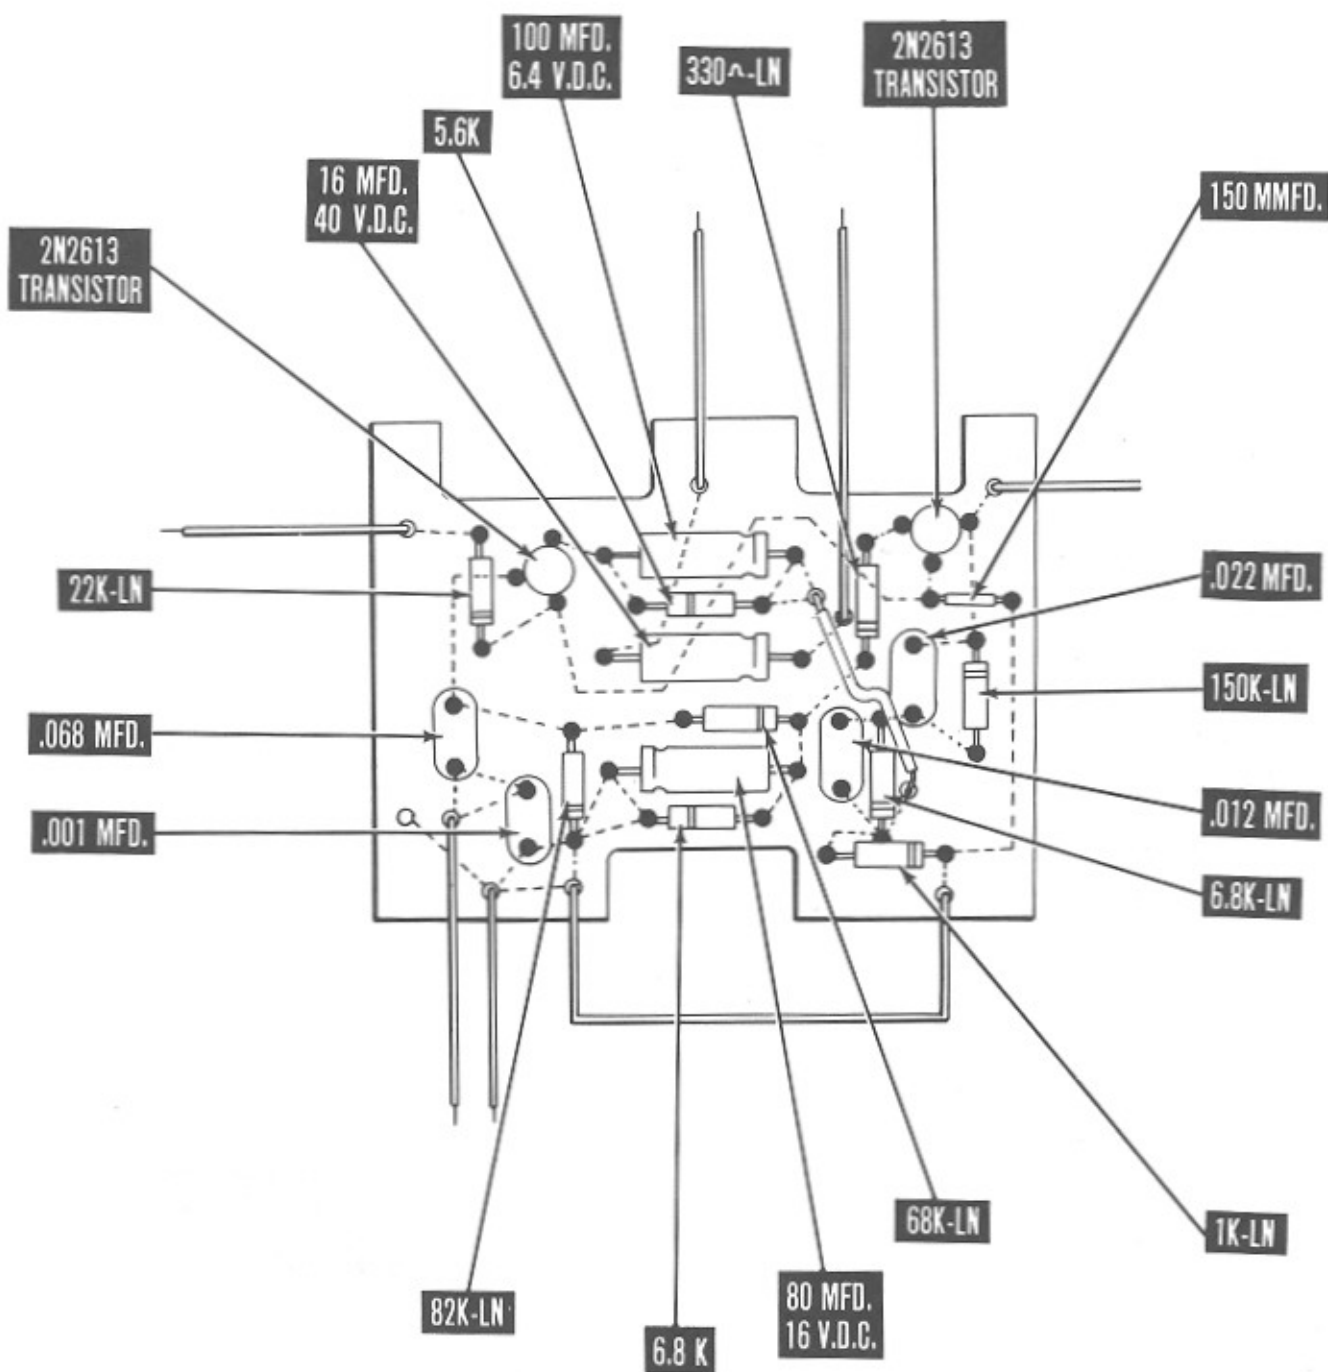 100 MFD.
6.4 V.D.C.
330⌒-LN
2N2613
TRANSISTOR
5.6K
16 MFD.
40 V.D.C.
150 MMFD.
2N2613
TRANSISTOR
22K-LN
.022 MFD.
150K-LN
.068 MFD.
.001 MFD.
.012 MFD.
6.8K-LN
68K-LN
1K-LN
82K-LN
80 MFD.
16 V.D.C.
6.8 K